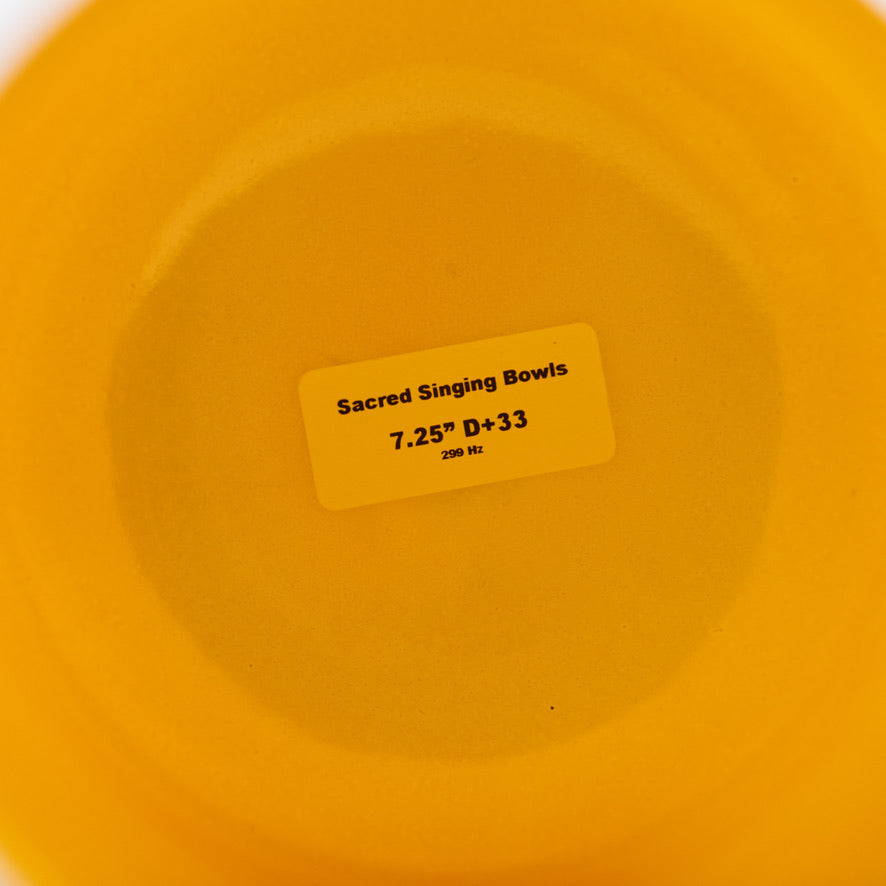 Sacred Singing Bowls
7.25” D+33
299 Hz